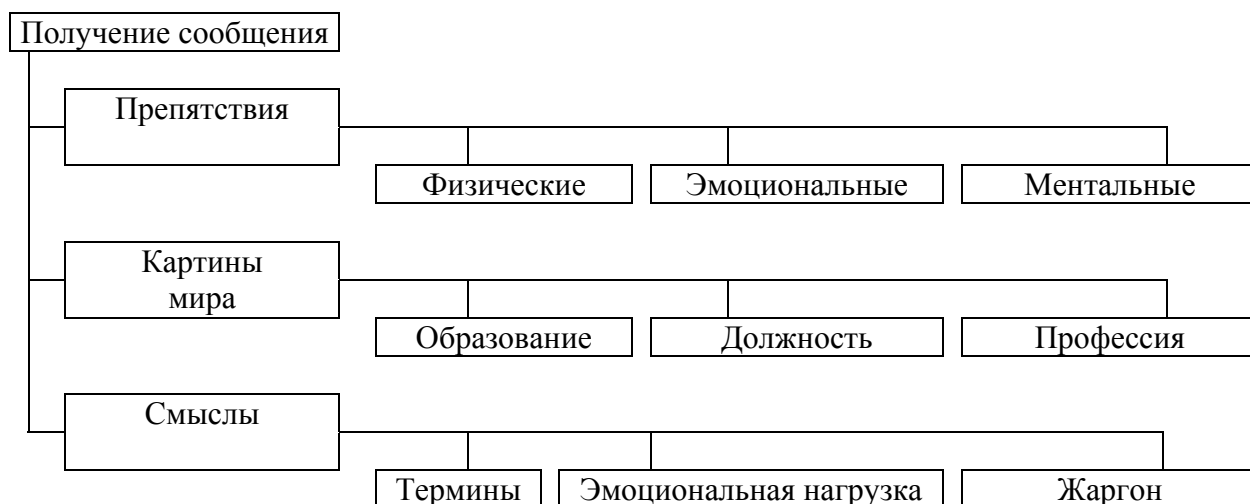 Получение сообщения
Препятствия
Физические
Эмоциональные
Ментальные
Картины
мира
Образование
Должность
Профессия
Смыслы
Термины
Эмоциональная нагрузка
Жаргон